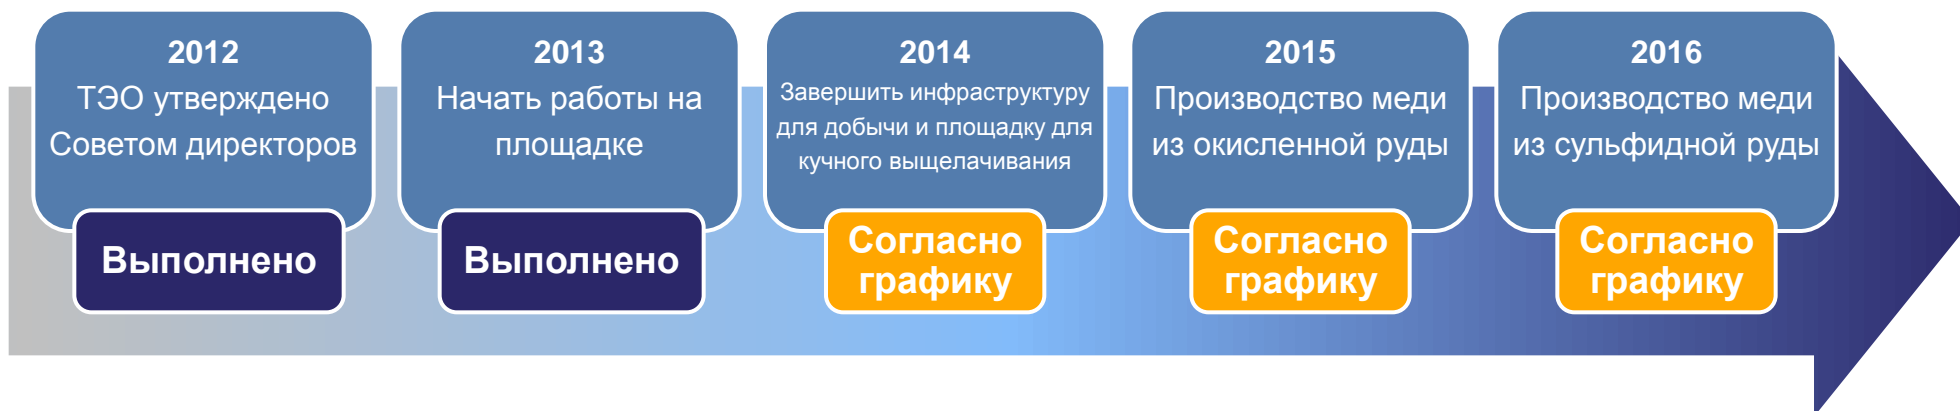 2012
ТЭО утверждено
Советом директоров
Выполнено
2013
Начать работы на
площадке
Выполнено
2014
Завершить инфраструктуру
для добычи и площадку для
кучного выщелачивания
Согласно
графику
2015
Производство меди
из окисленной руды
Согласно
графику
2016
Производство меди
из сульфидной руды
Согласно
графику